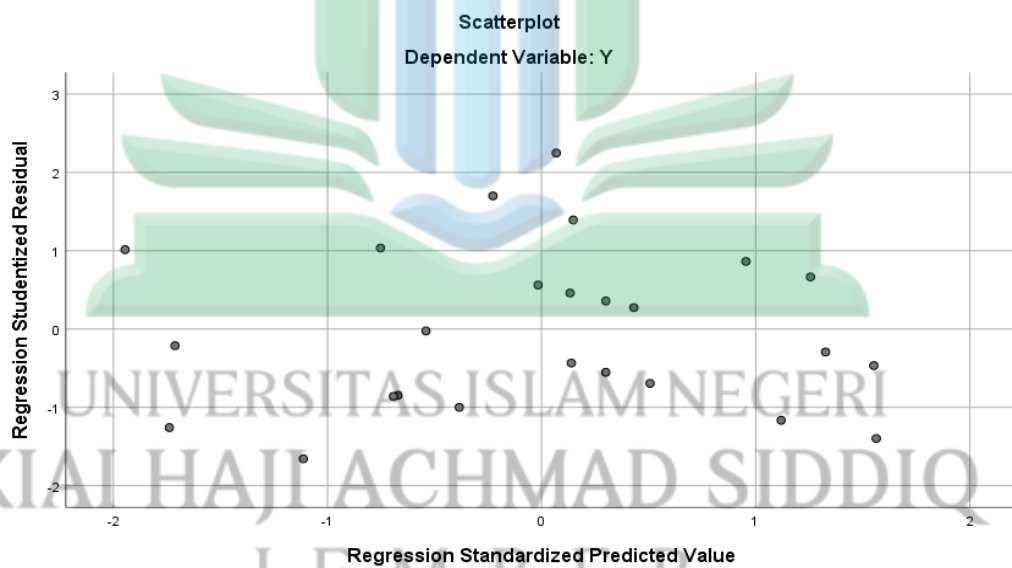 Scatterplot
Dependent Variable: Y
Regression Studentized Residual
3
2
1
0
-1
-2
UNIVERSITAS ISLAM NEGERI
KIAI HAJI ACHMAD SIDDIQ
J E M B E R
-2
-1
0
1
2
Regression Standardized Predicted Value